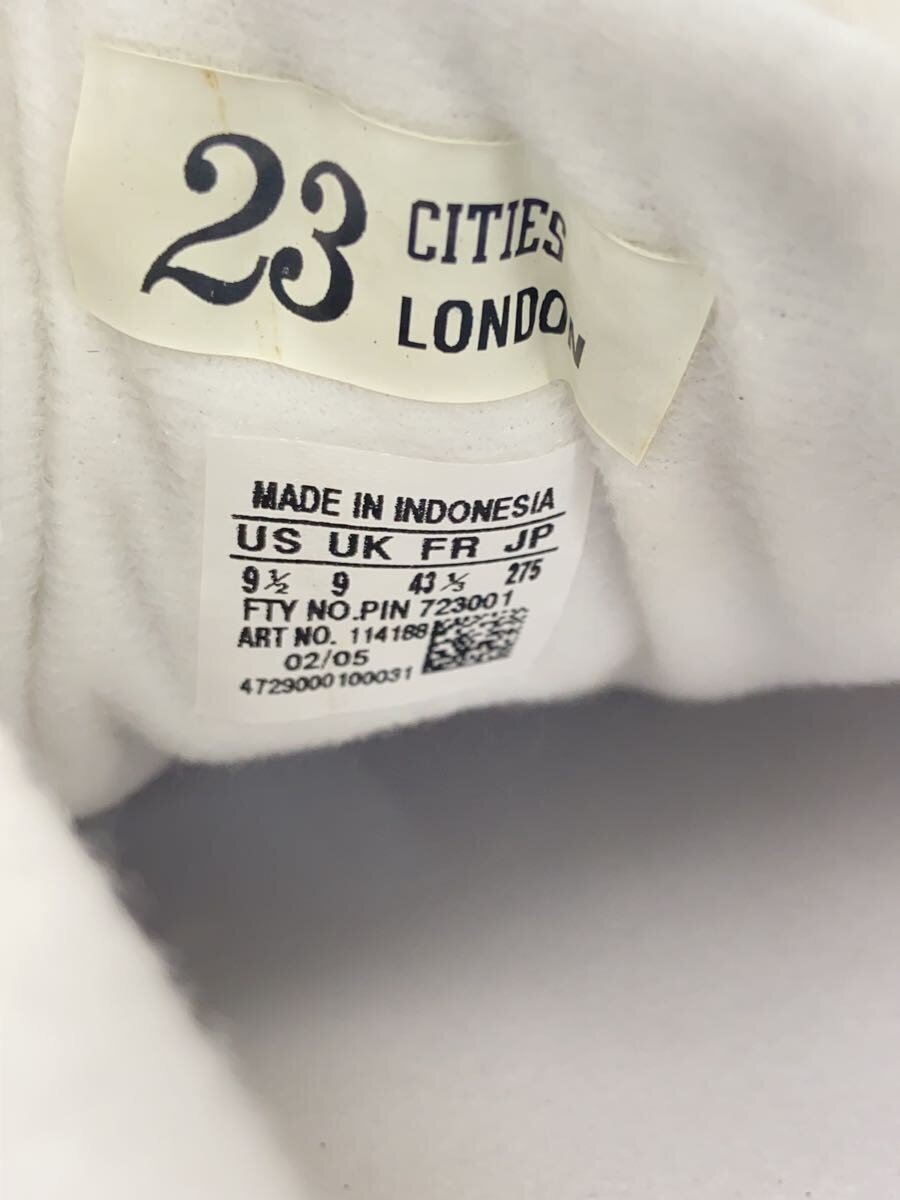 23 CITIES
LONDON
MADE IN INDONESIA
US UK FR JP
9 ½ 9 43 ⅓ 275
FTY NO.PIN 723001
ART NO. 114188
02/05
4729000100031